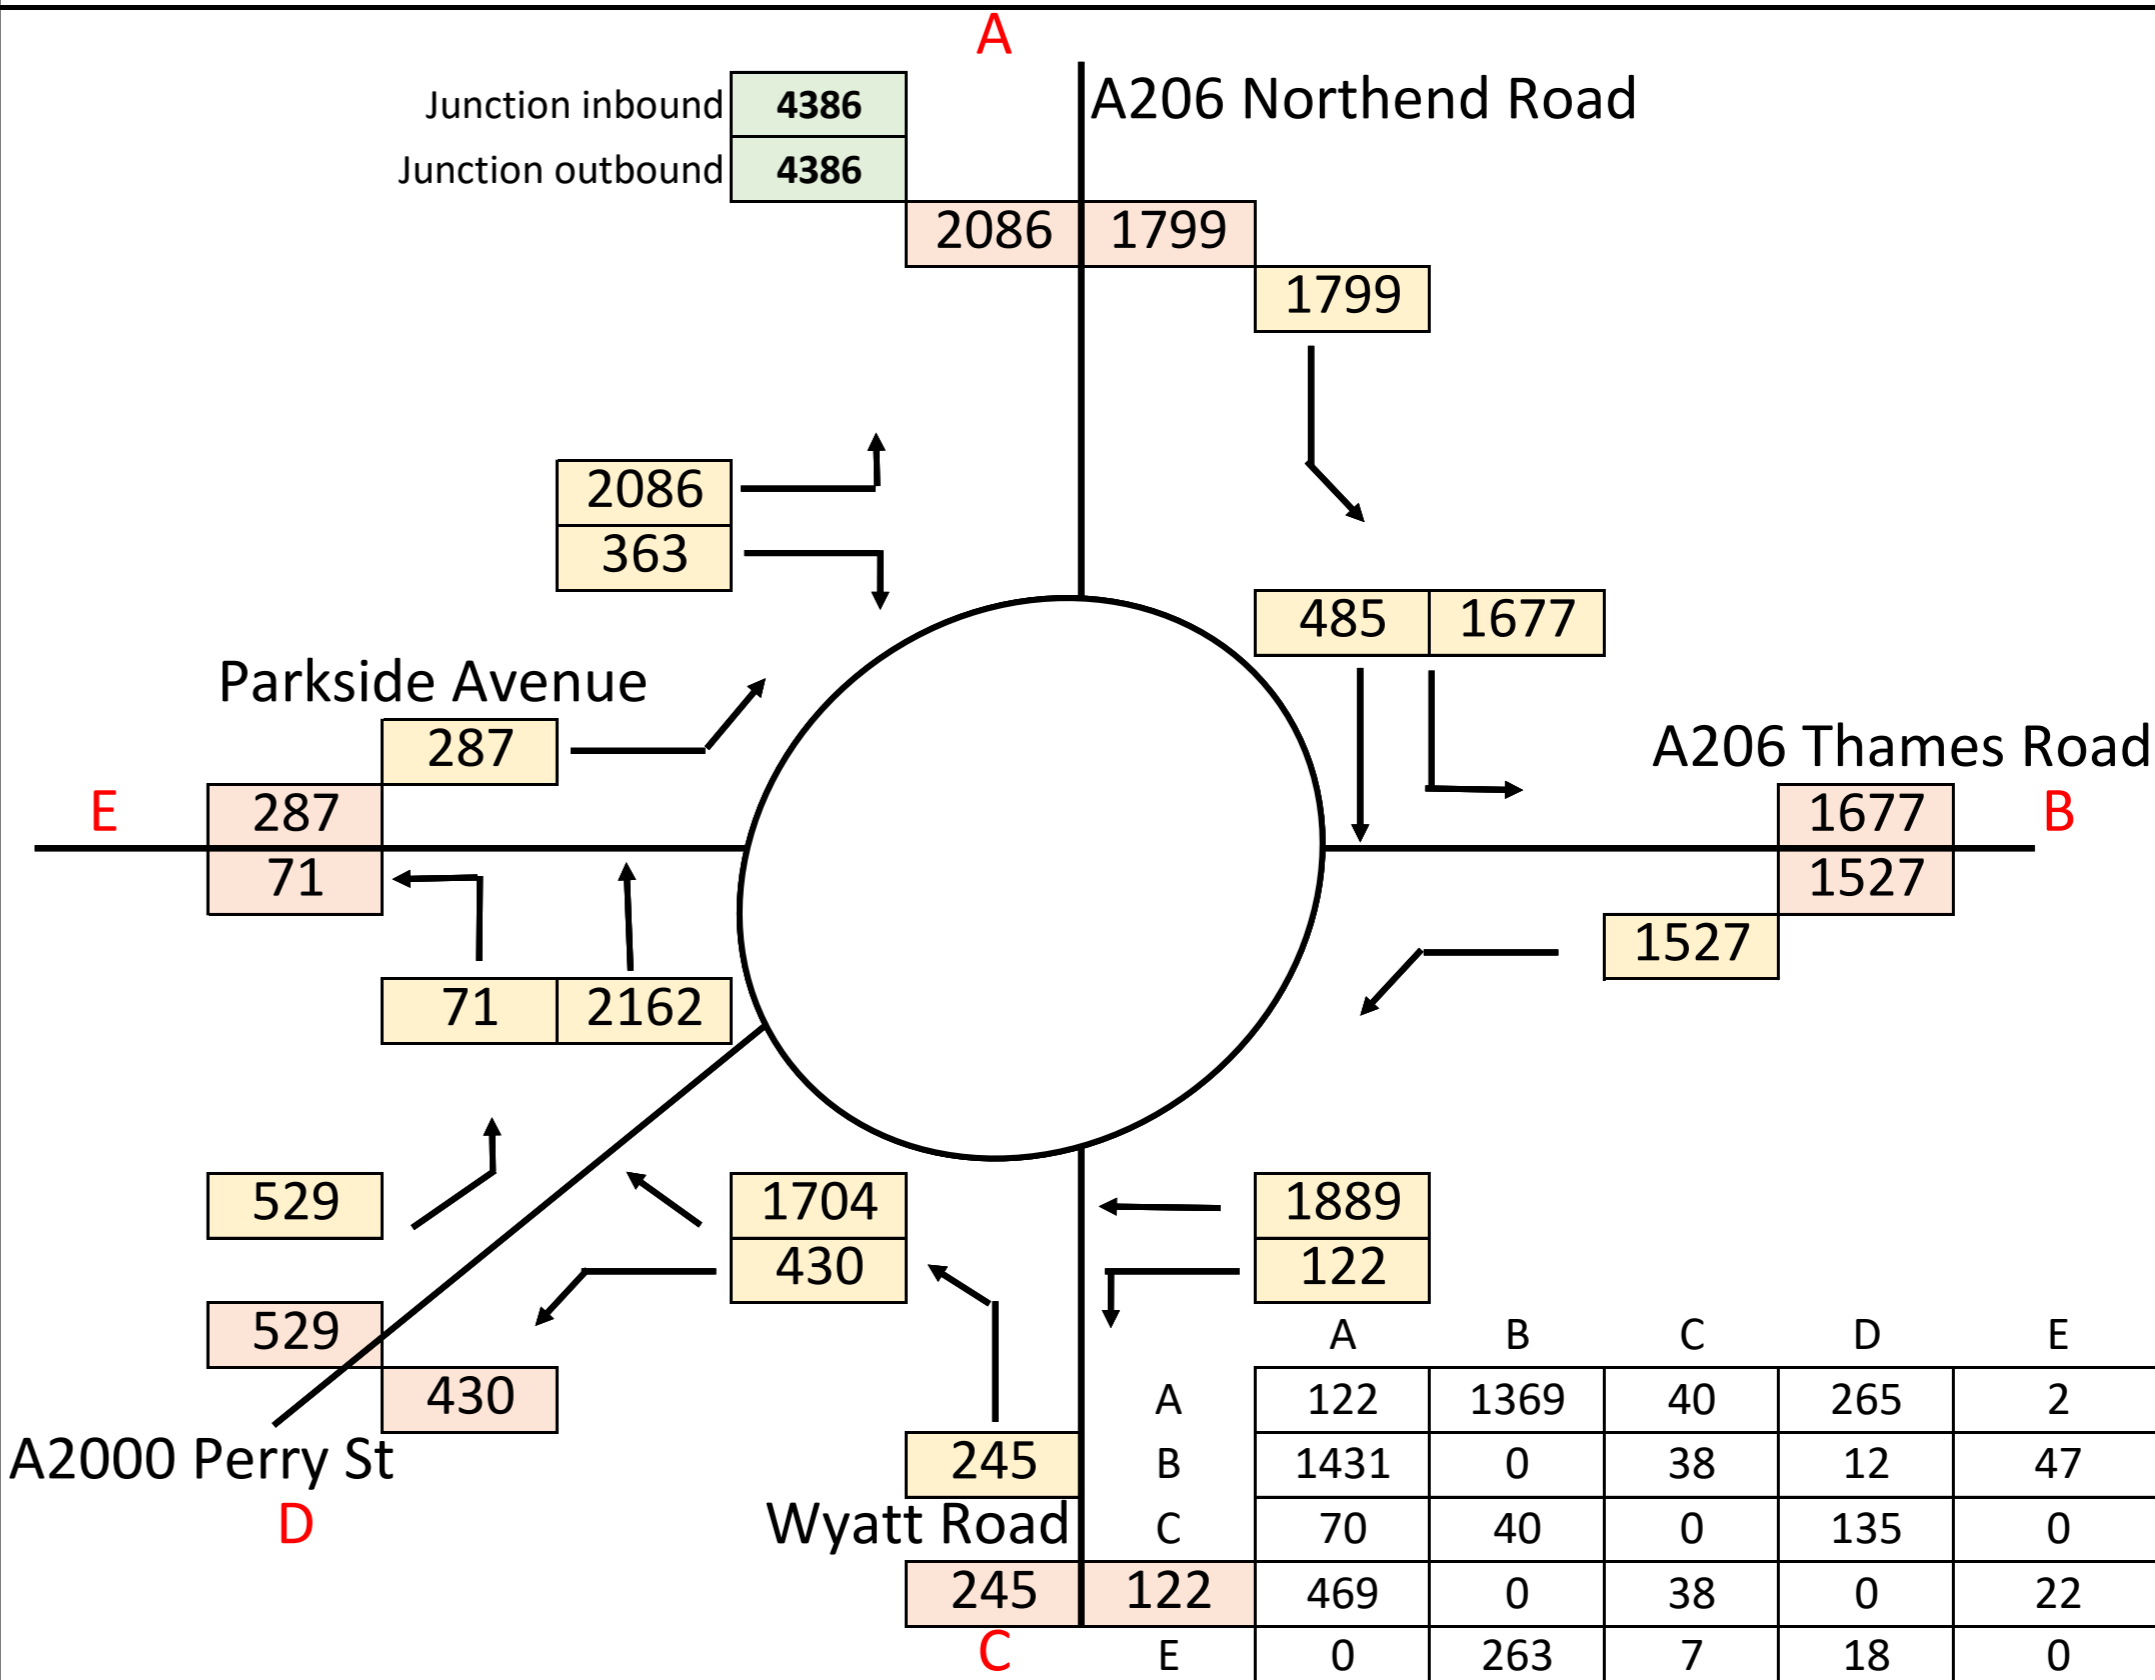 A
Junction inbound 4386
A206 Northend Road
Junction outbound 4386
2086 1799
1799
2086
363
485 1677
Parkside Avenue
287
A206 Thames Road
E 287
1677 B
71
1527
1527
71 2162
529
1704
1889
430
122
529
430
A2000 Perry St
D
245
Wyatt Road
245 122
C
A B C D E
A 122 1369 40 265 2
B 1431 0 38 12 47
C 70 40 0 135 0
469 0 38 0 22
E 0 263 7 18 0